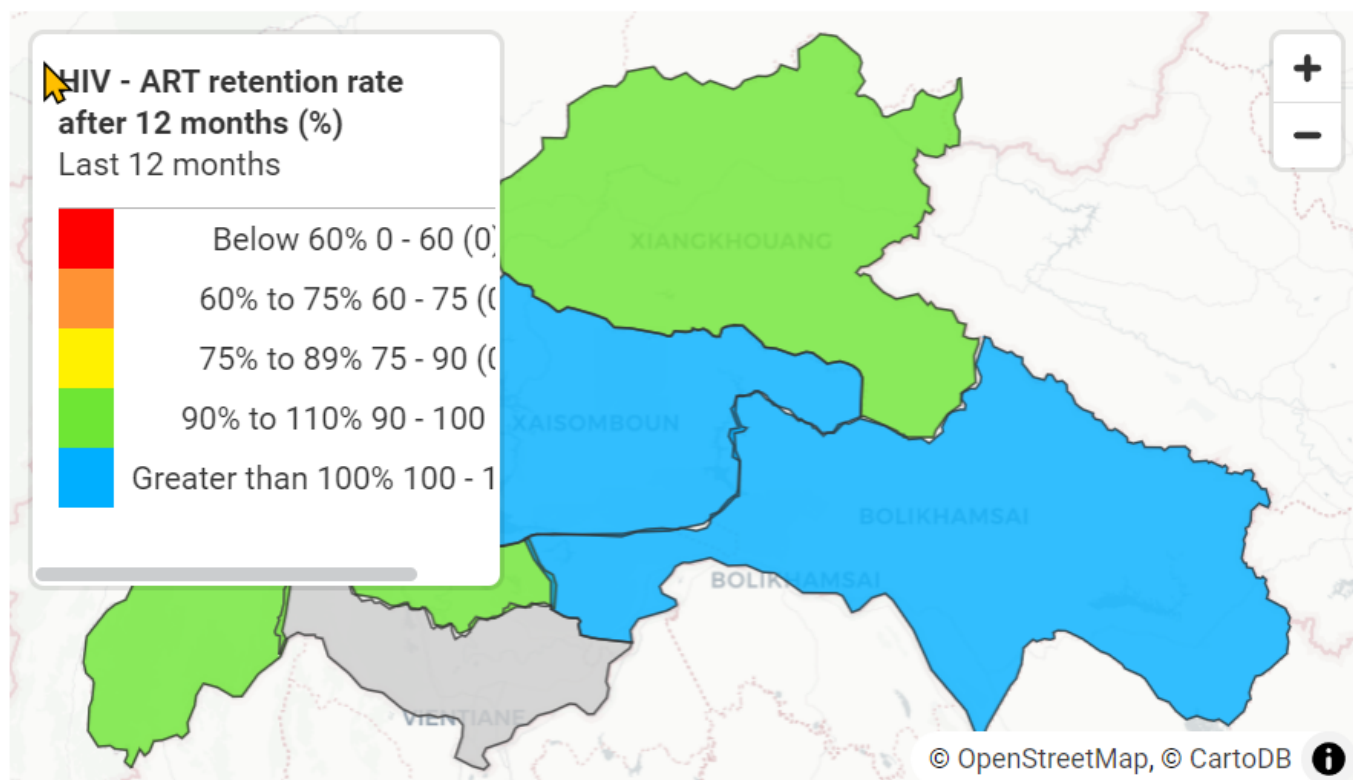 HIV - ART retention rate
after 12 months (%)
Last 12 months
Below 60% 0 - 60 (0)
60% to 75% 60 - 75 (0
75% to 89% 75 - 90 (0
90% to 110% 90 - 100
Greater than 100% 100 - 1
+
−
XIANGKHOUANG
XAISOMBOUN
BOLIKHAMSAI
BOLIKHAMSAI
VIENTIANE
© OpenStreetMap, © CartoDB
i